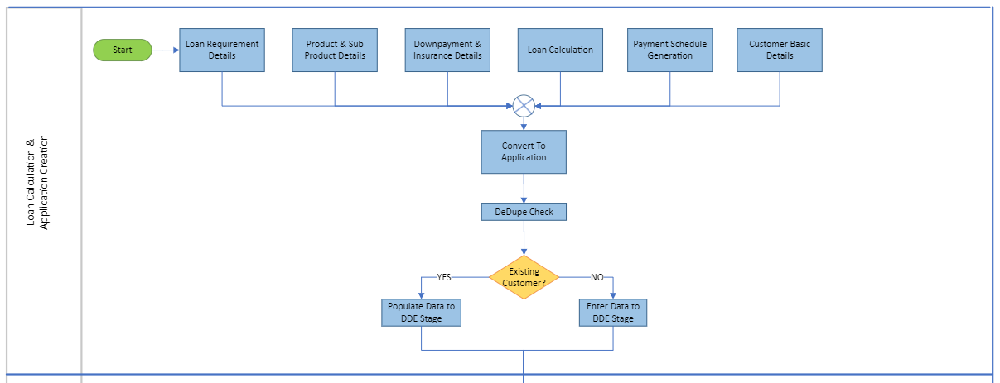 Start
Loan Requirement
Details
Product & Sub
Product Details
Downpayment &
Insurance Details
Loan Calculation
Payment Schedule
Generation
Customer Basic
Details
Loan Calculation &
Application Creation
Convert To
Application
DeDupe Check
Existing
Customer?
YES
NO
Populate Data to
DDE Stage
Enter Data to
DDE Stage